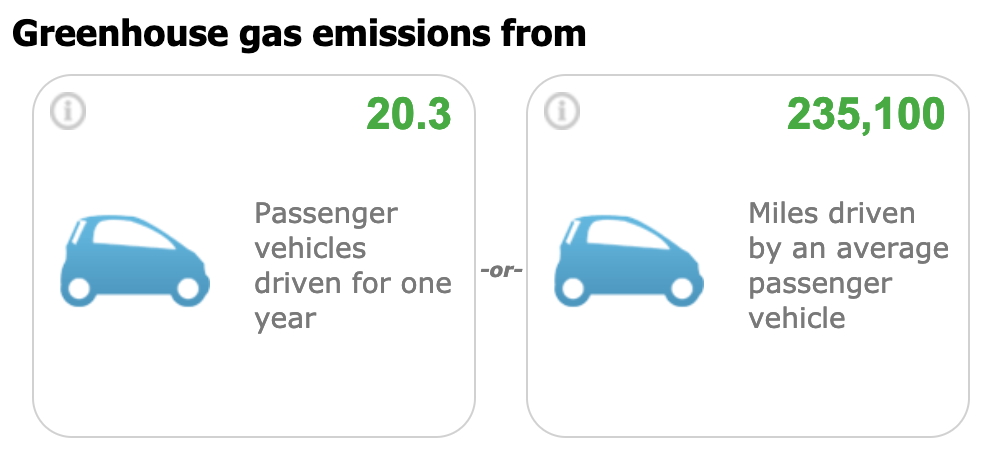 Greenhouse gas emissions from
20.3
Passenger
vehicles
driven for one
year
-or-
235,100
Miles driven
by an average
passenger
vehicle